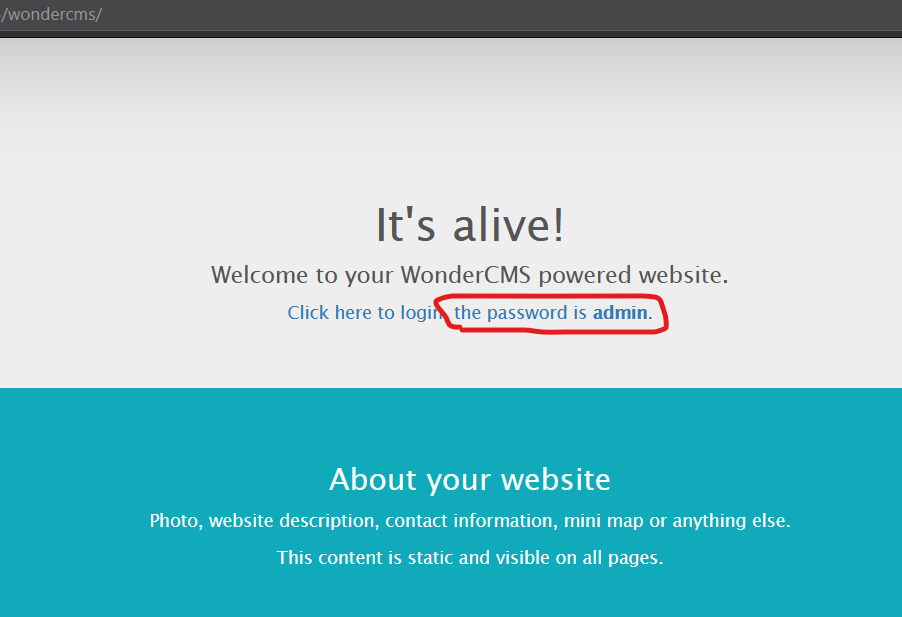 /wondercms/
It's alive!
Welcome to your WonderCMS powered website.
Click here to login, the password is admin.
About your website
Photo, website description, contact information, mini map or anything else.
This content is static and visible on all pages.